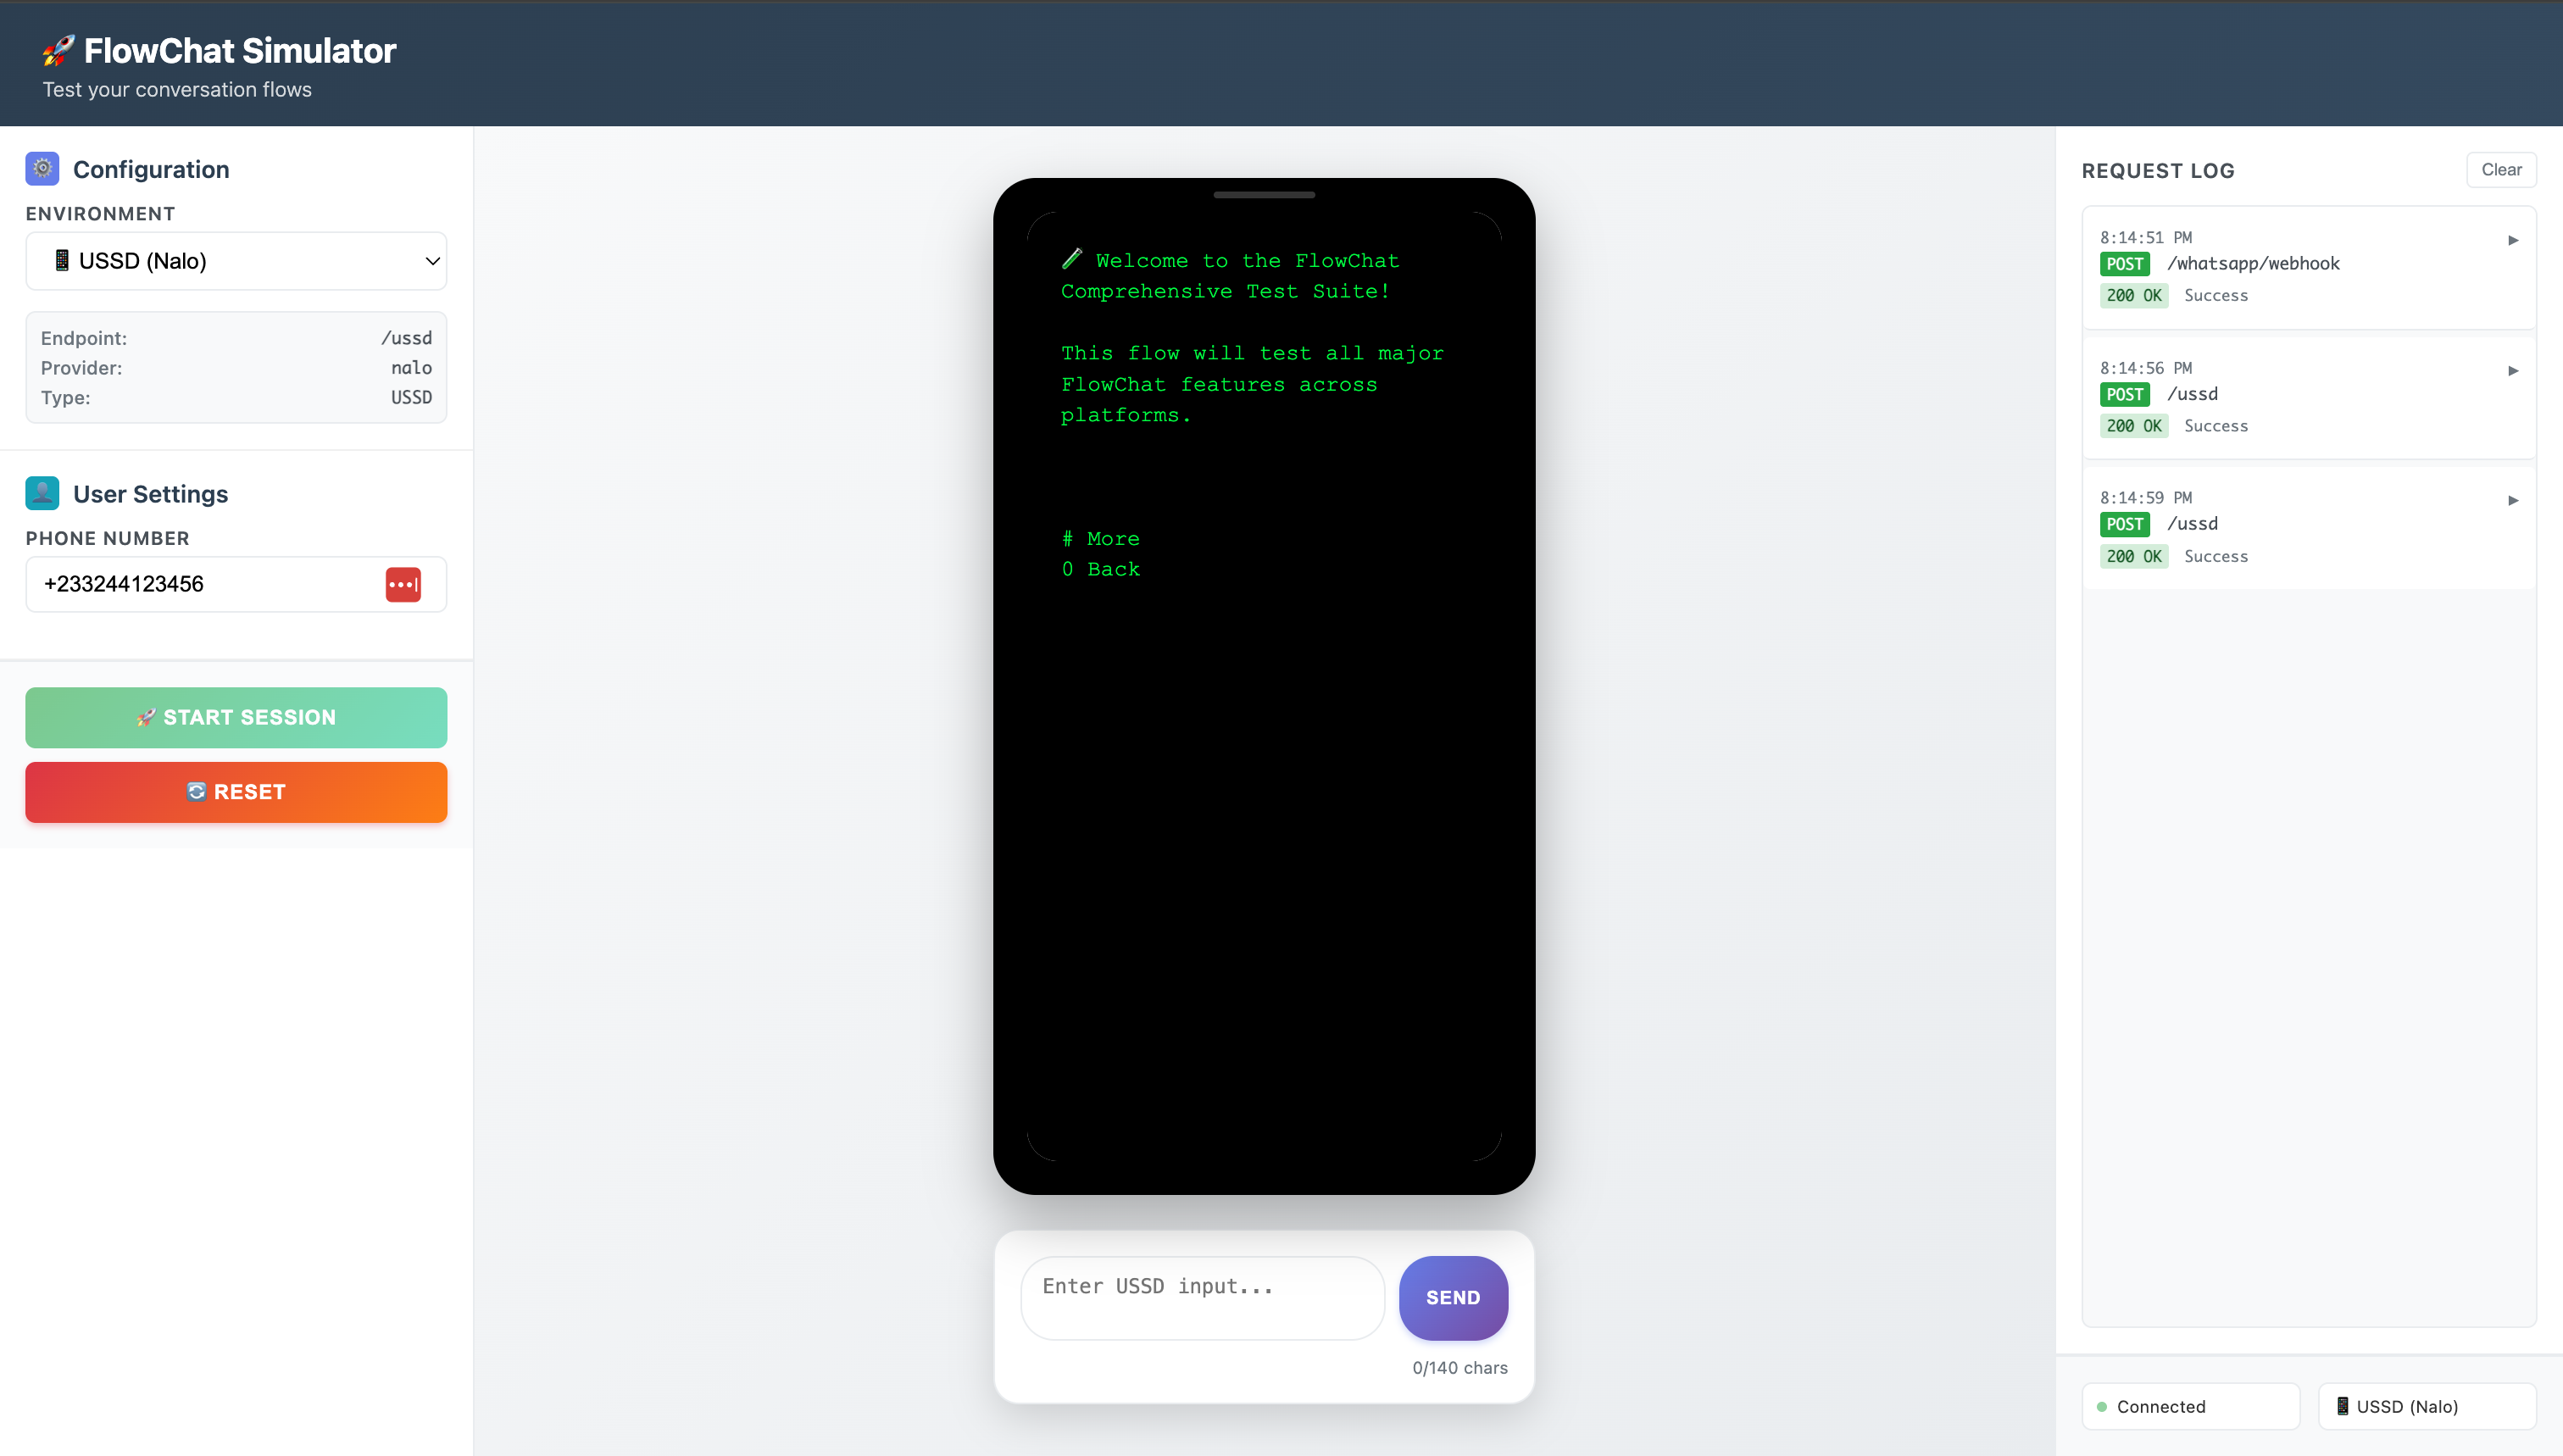 🚀 FlowChat Simulator
Test your conversation flows
⚙️ Configuration
ENVIRONMENT
📱 USSD (Nalo)
Endpoint: /ussd
Provider: nalo
Type: USSD
👤 User Settings
PHONE NUMBER
+233244123456
🚀 START SESSION
🔄 RESET
🧪 Welcome to the FlowChat
Comprehensive Test Suite!
This flow will test all major
FlowChat features across
platforms.
# More
0 Back
Enter USSD input...
SEND
0/140 chars
REQUEST LOG
Clear
8:14:51 PM
POST /whatsapp/webhook
200 OK Success
8:14:56 PM
POST /ussd
200 OK Success
8:14:59 PM
POST /ussd
200 OK Success
Connected
📱 USSD (Nalo)